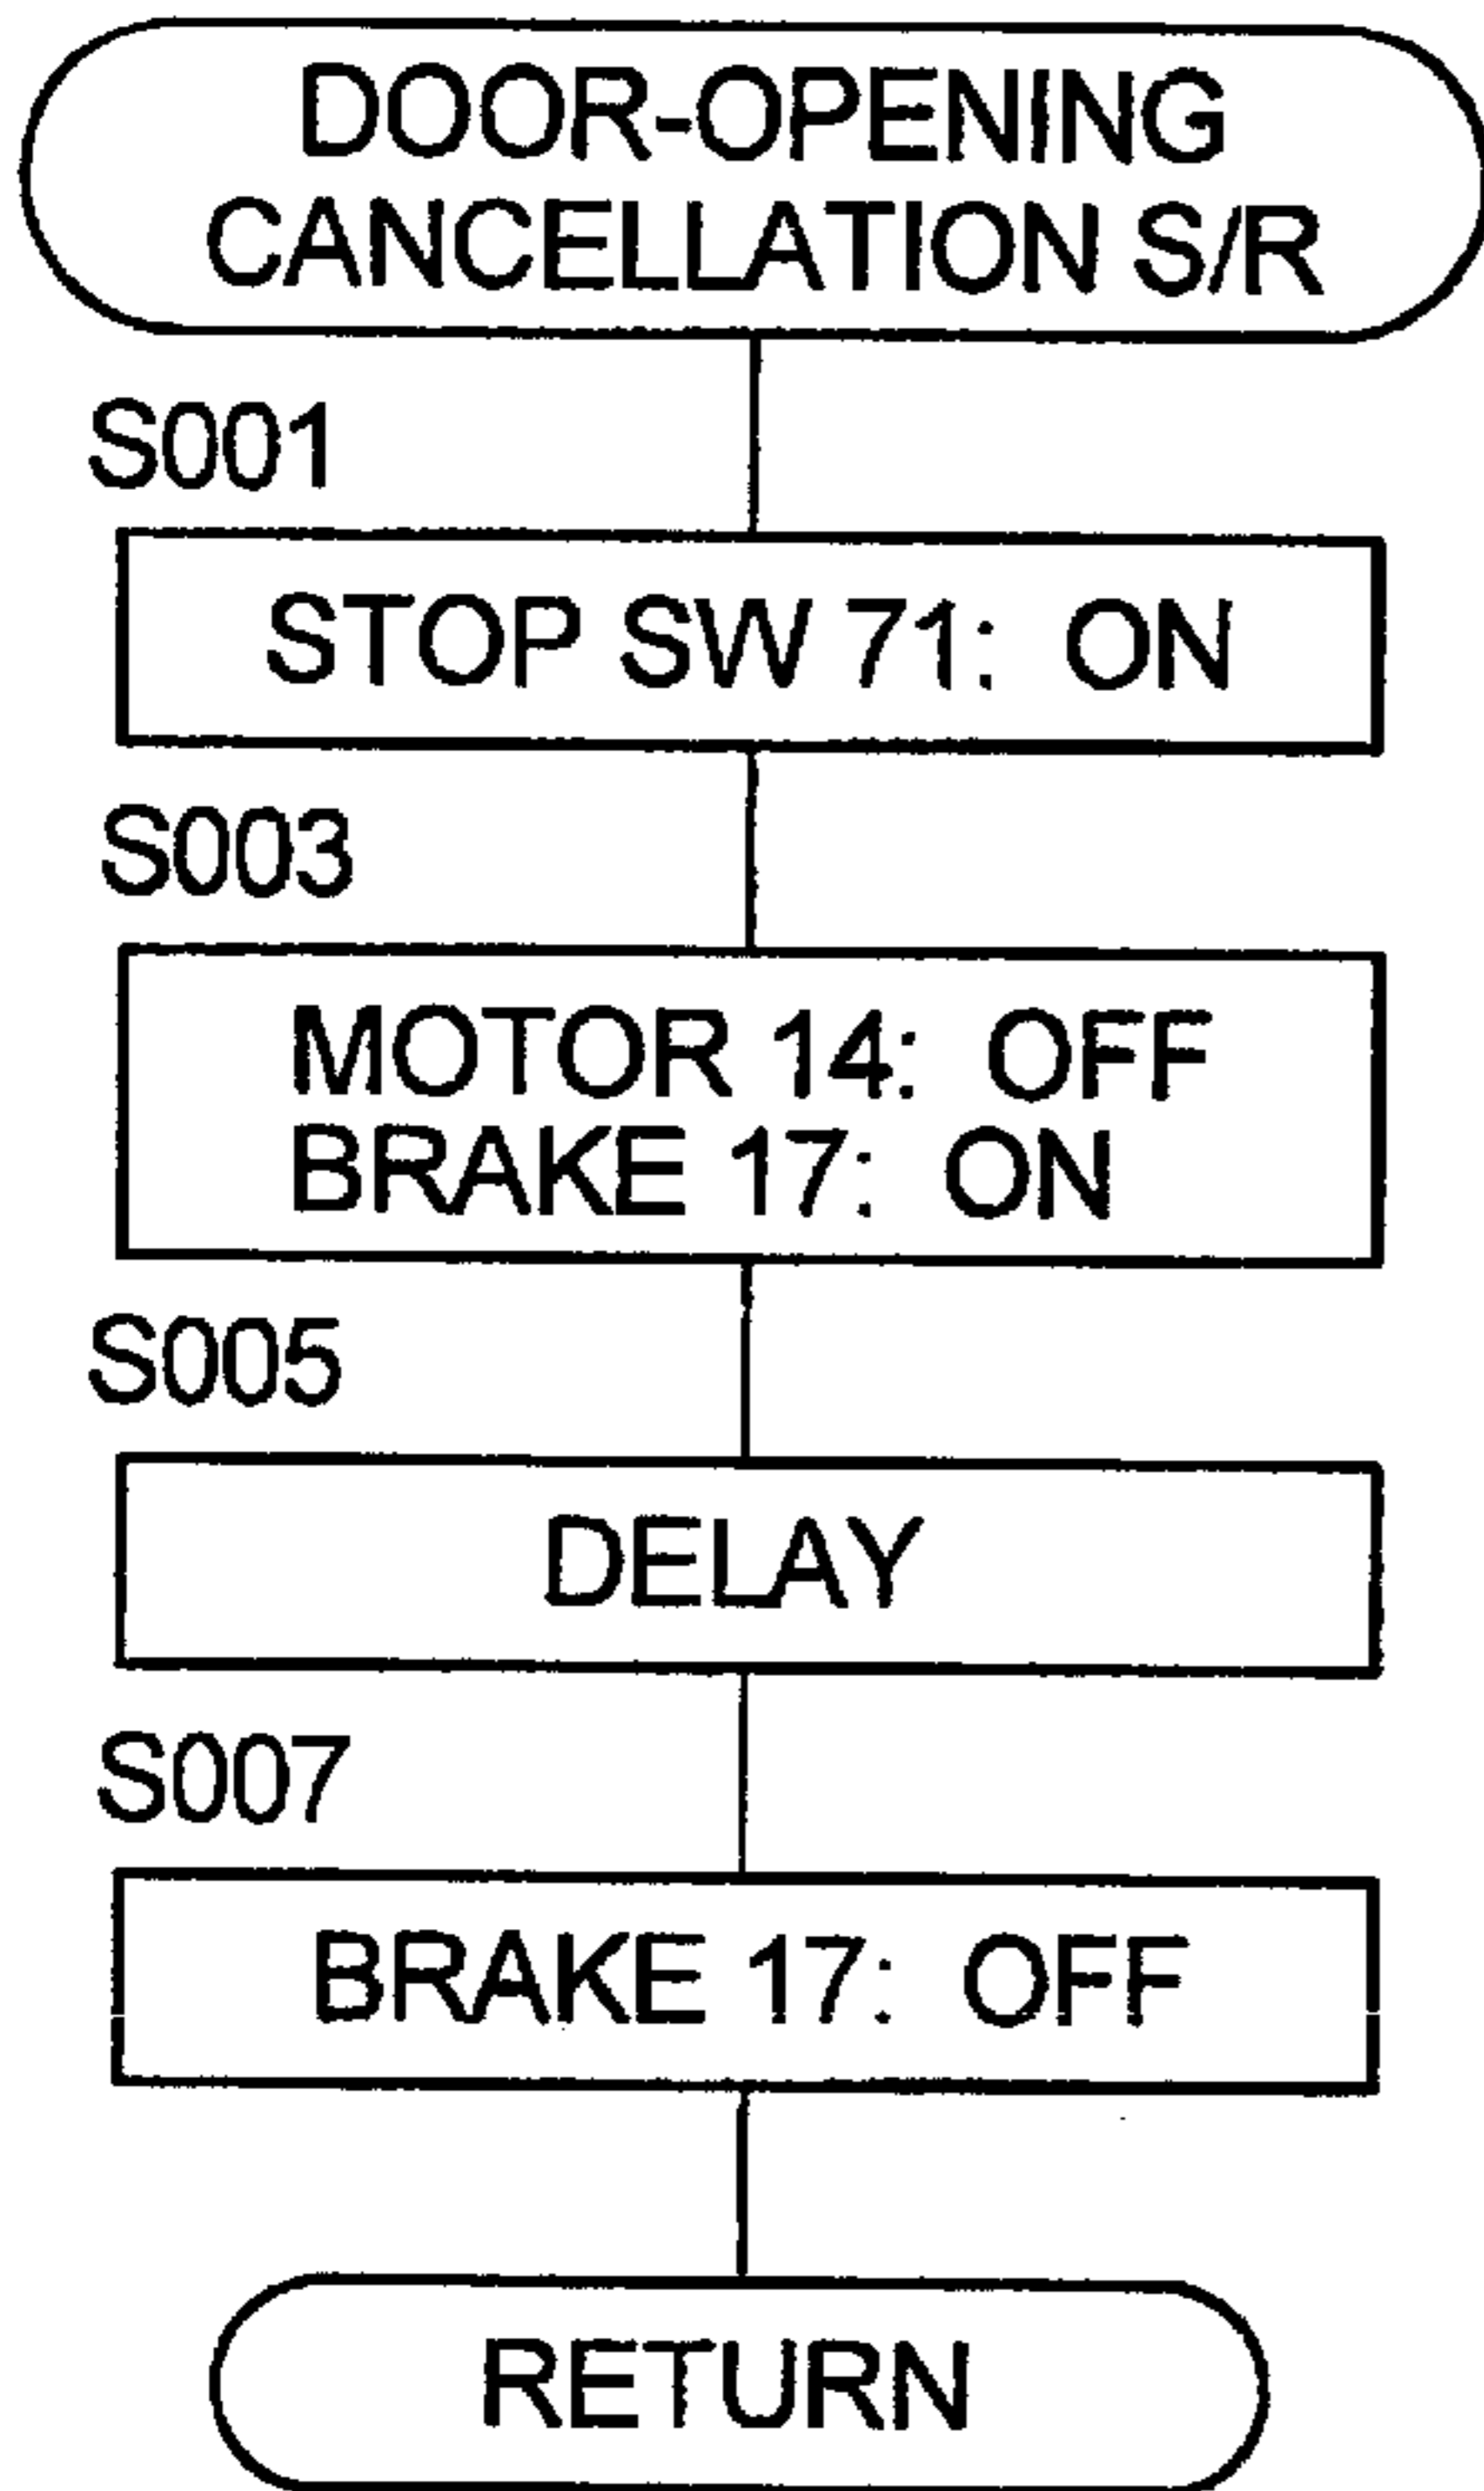 DOOR-OPENING
CANCELLATION S/R
S001
STOP SW 71: ON
S003
MOTOR 14: OFF
BRAKE 17: ON
S005
DELAY
S007
BRAKE 17: OFF
RETURN